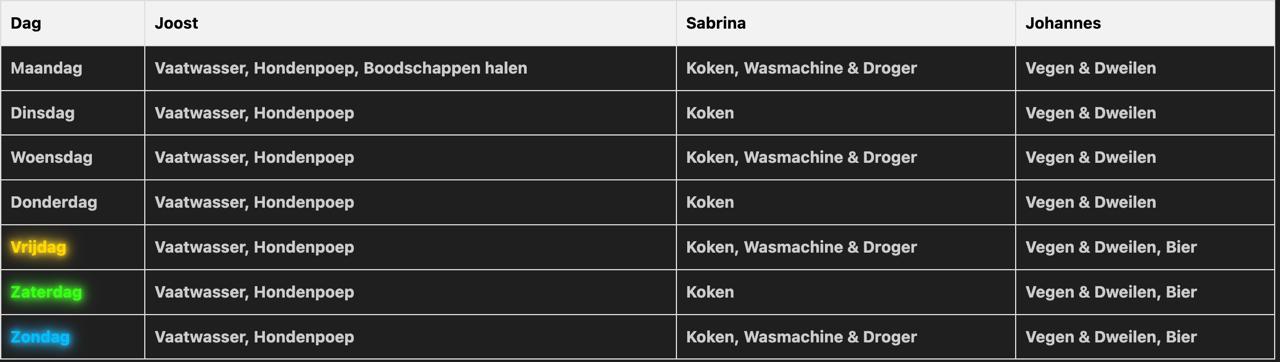 Dag Joost Sabrina Johannes
Maandag Vaatwasser, Hondenpoep, Boodschappen halen Koken, Wasmachine & Droger Vegen & Dweilen
Dinsdag Vaatwasser, Hondenpoep Koken Vegen & Dweilen
Woensdag Vaatwasser, Hondenpoep Koken, Wasmachine & Droger Vegen & Dweilen
Donderdag Vaatwasser, Hondenpoep Koken Vegen & Dweilen
Vrijdag Vaatwasser, Hondenpoep Koken, Wasmachine & Droger Vegen & Dweilen, Bier
Zaterdag Vaatwasser, Hondenpoep Koken Vegen & Dweilen, Bier
Zondag Vaatwasser, Hondenpoep Koken, Wasmachine & Droger Vegen & Dweilen, Bier